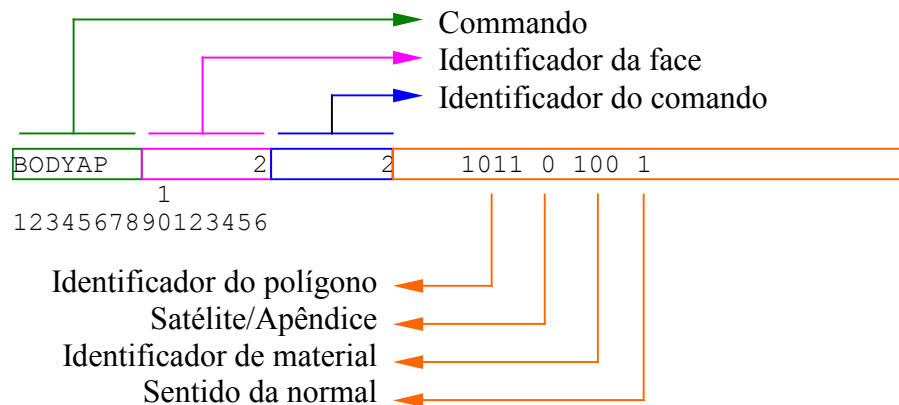 Commando
Identificador da face
Identificador do comando
BODYAP 2 2 1011 0 100 1
1
1234567890123456
Identificador do polígono
Satélite/Apêndice
Identificador de material
Sentido da normal